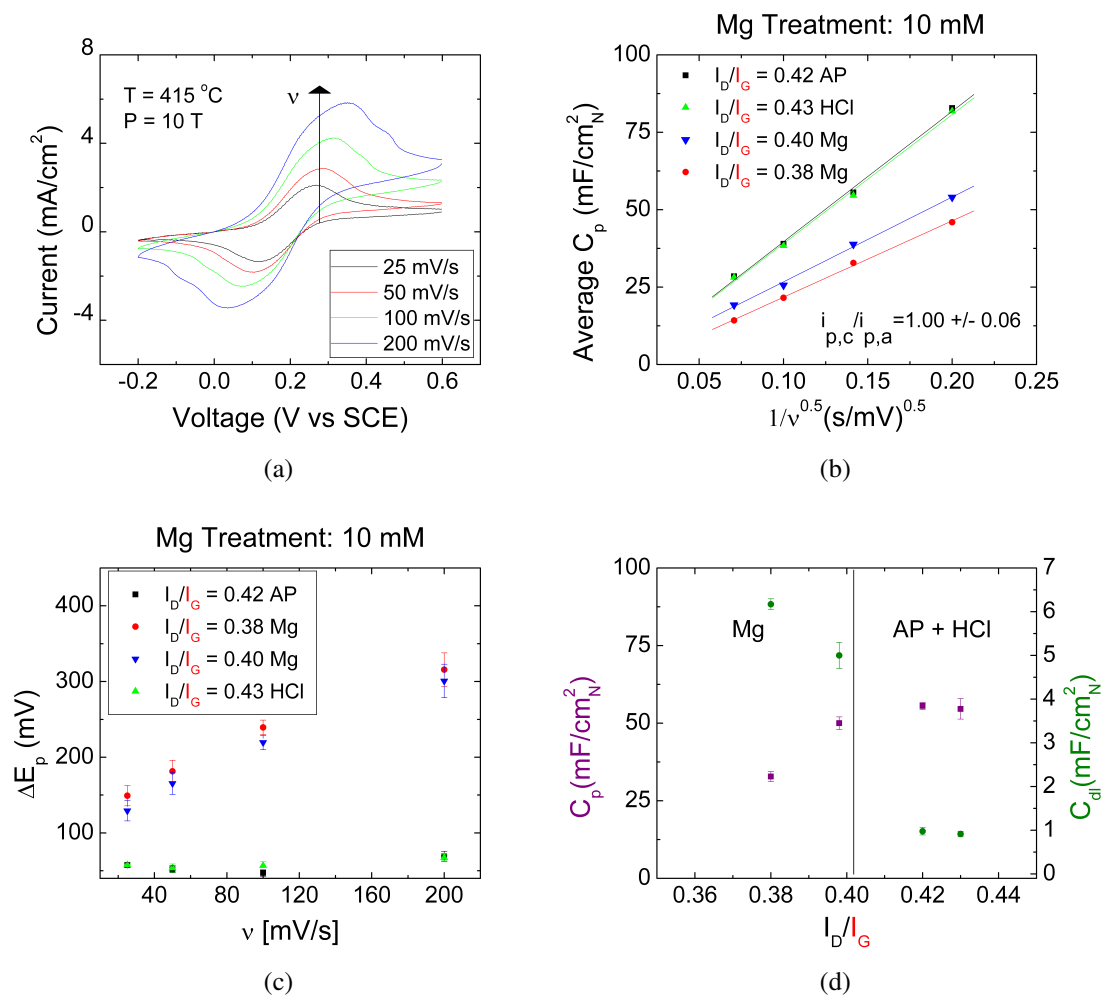 8
4
0
-4
-0.2 0.0 0.2 0.4 0.6
Current (mA/cm²)
Voltage (V vs SCE)
T = 415 °C
P = 10 T
ν
25 mV/s
50 mV/s
100 mV/s
200 mV/s
(a)
Mg Treatment: 10 mM
100
75
50
25
0
0.05 0.10 0.15 0.20 0.25
Average C_p (mF/cm²_N)
1/ν^0.5(s/mV)^0.5
I_D/I_G = 0.42 AP
I_D/I_G = 0.43 HCl
I_D/I_G = 0.40 Mg
I_D/I_G = 0.38 Mg
i_p,c/i_p,a=1.00 +/- 0.06
(b)
Mg Treatment: 10 mM
400
300
200
100
40 80 120 160 200
ΔE_p (mV)
ν [mV/s]
I_D/I_G = 0.42 AP
I_D/I_G = 0.38 Mg
I_D/I_G = 0.40 Mg
I_D/I_G = 0.43 HCl
(c)
100
75
50
25
0
7
6
5
4
3
2
1
0
0.36 0.38 0.40 0.42 0.44
C_p(mF/cm²_N)
C_dl(mF/cm²_N)
Mg
AP + HCl
I_D/I_G
(d)